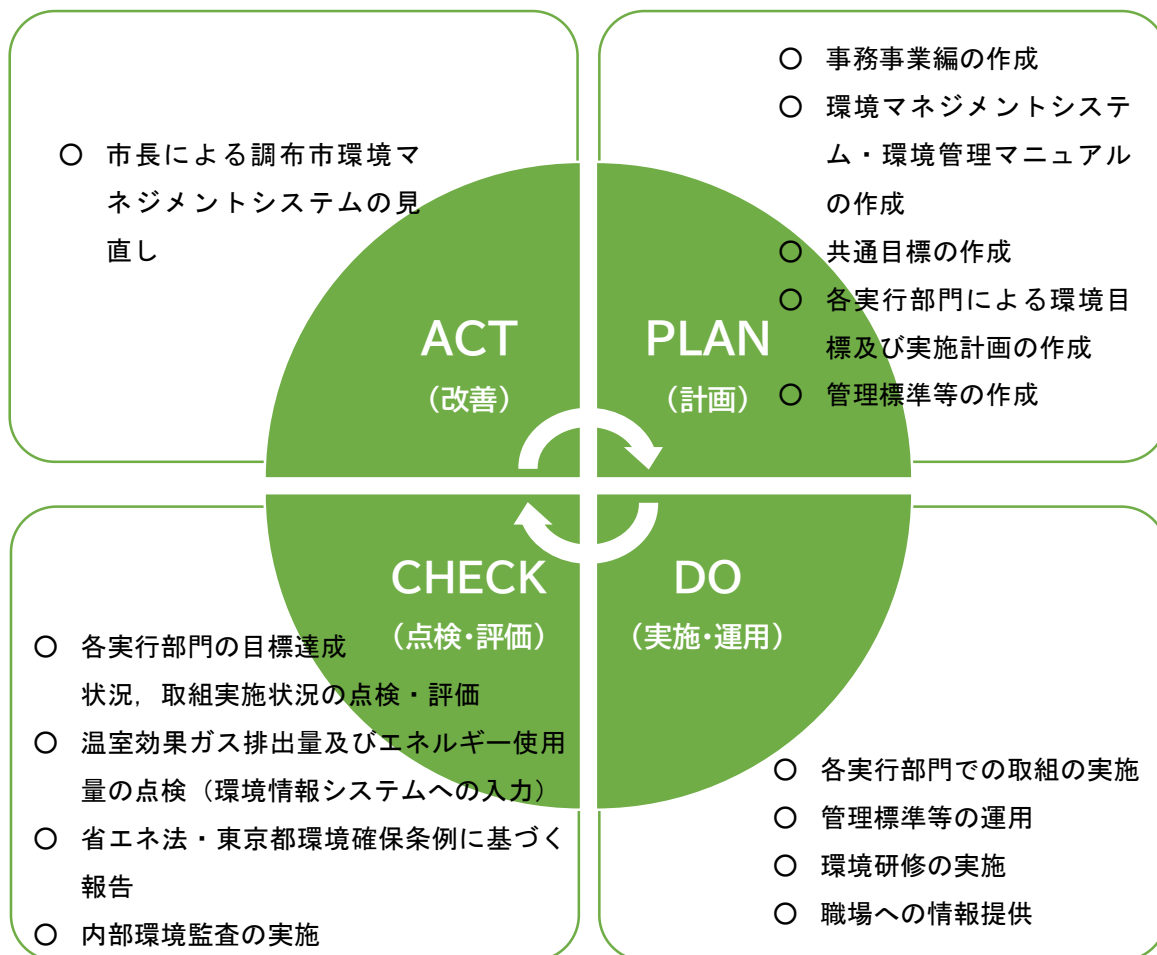 ○ 市長による調布市環境マ
ネジメントシステムの見
直し
ACT
（改善）
○ 事務事業編の作成
○ 環境マネジメントシステ
ム・環境管理マニュアル
の作成
○ 共通目標の作成
○ 各実行部門による環境目
標及び実施計画の作成
○ 管理標準等の作成
PLAN
（計画）
CHECK
（点検・評価）
○ 各実行部門の目標達成
状況，取組実施状況の点検・評価
○ 温室効果ガス排出量及びエネルギー使用
量の点検（環境情報システムへの入力）
○ 省エネ法・東京都環境確保条例に基づく
報告
○ 内部環境監査の実施
DO
（実施・運用）
○ 各実行部門での取組の実施
○ 管理標準等の運用
○ 環境研修の実施
○ 職場への情報提供